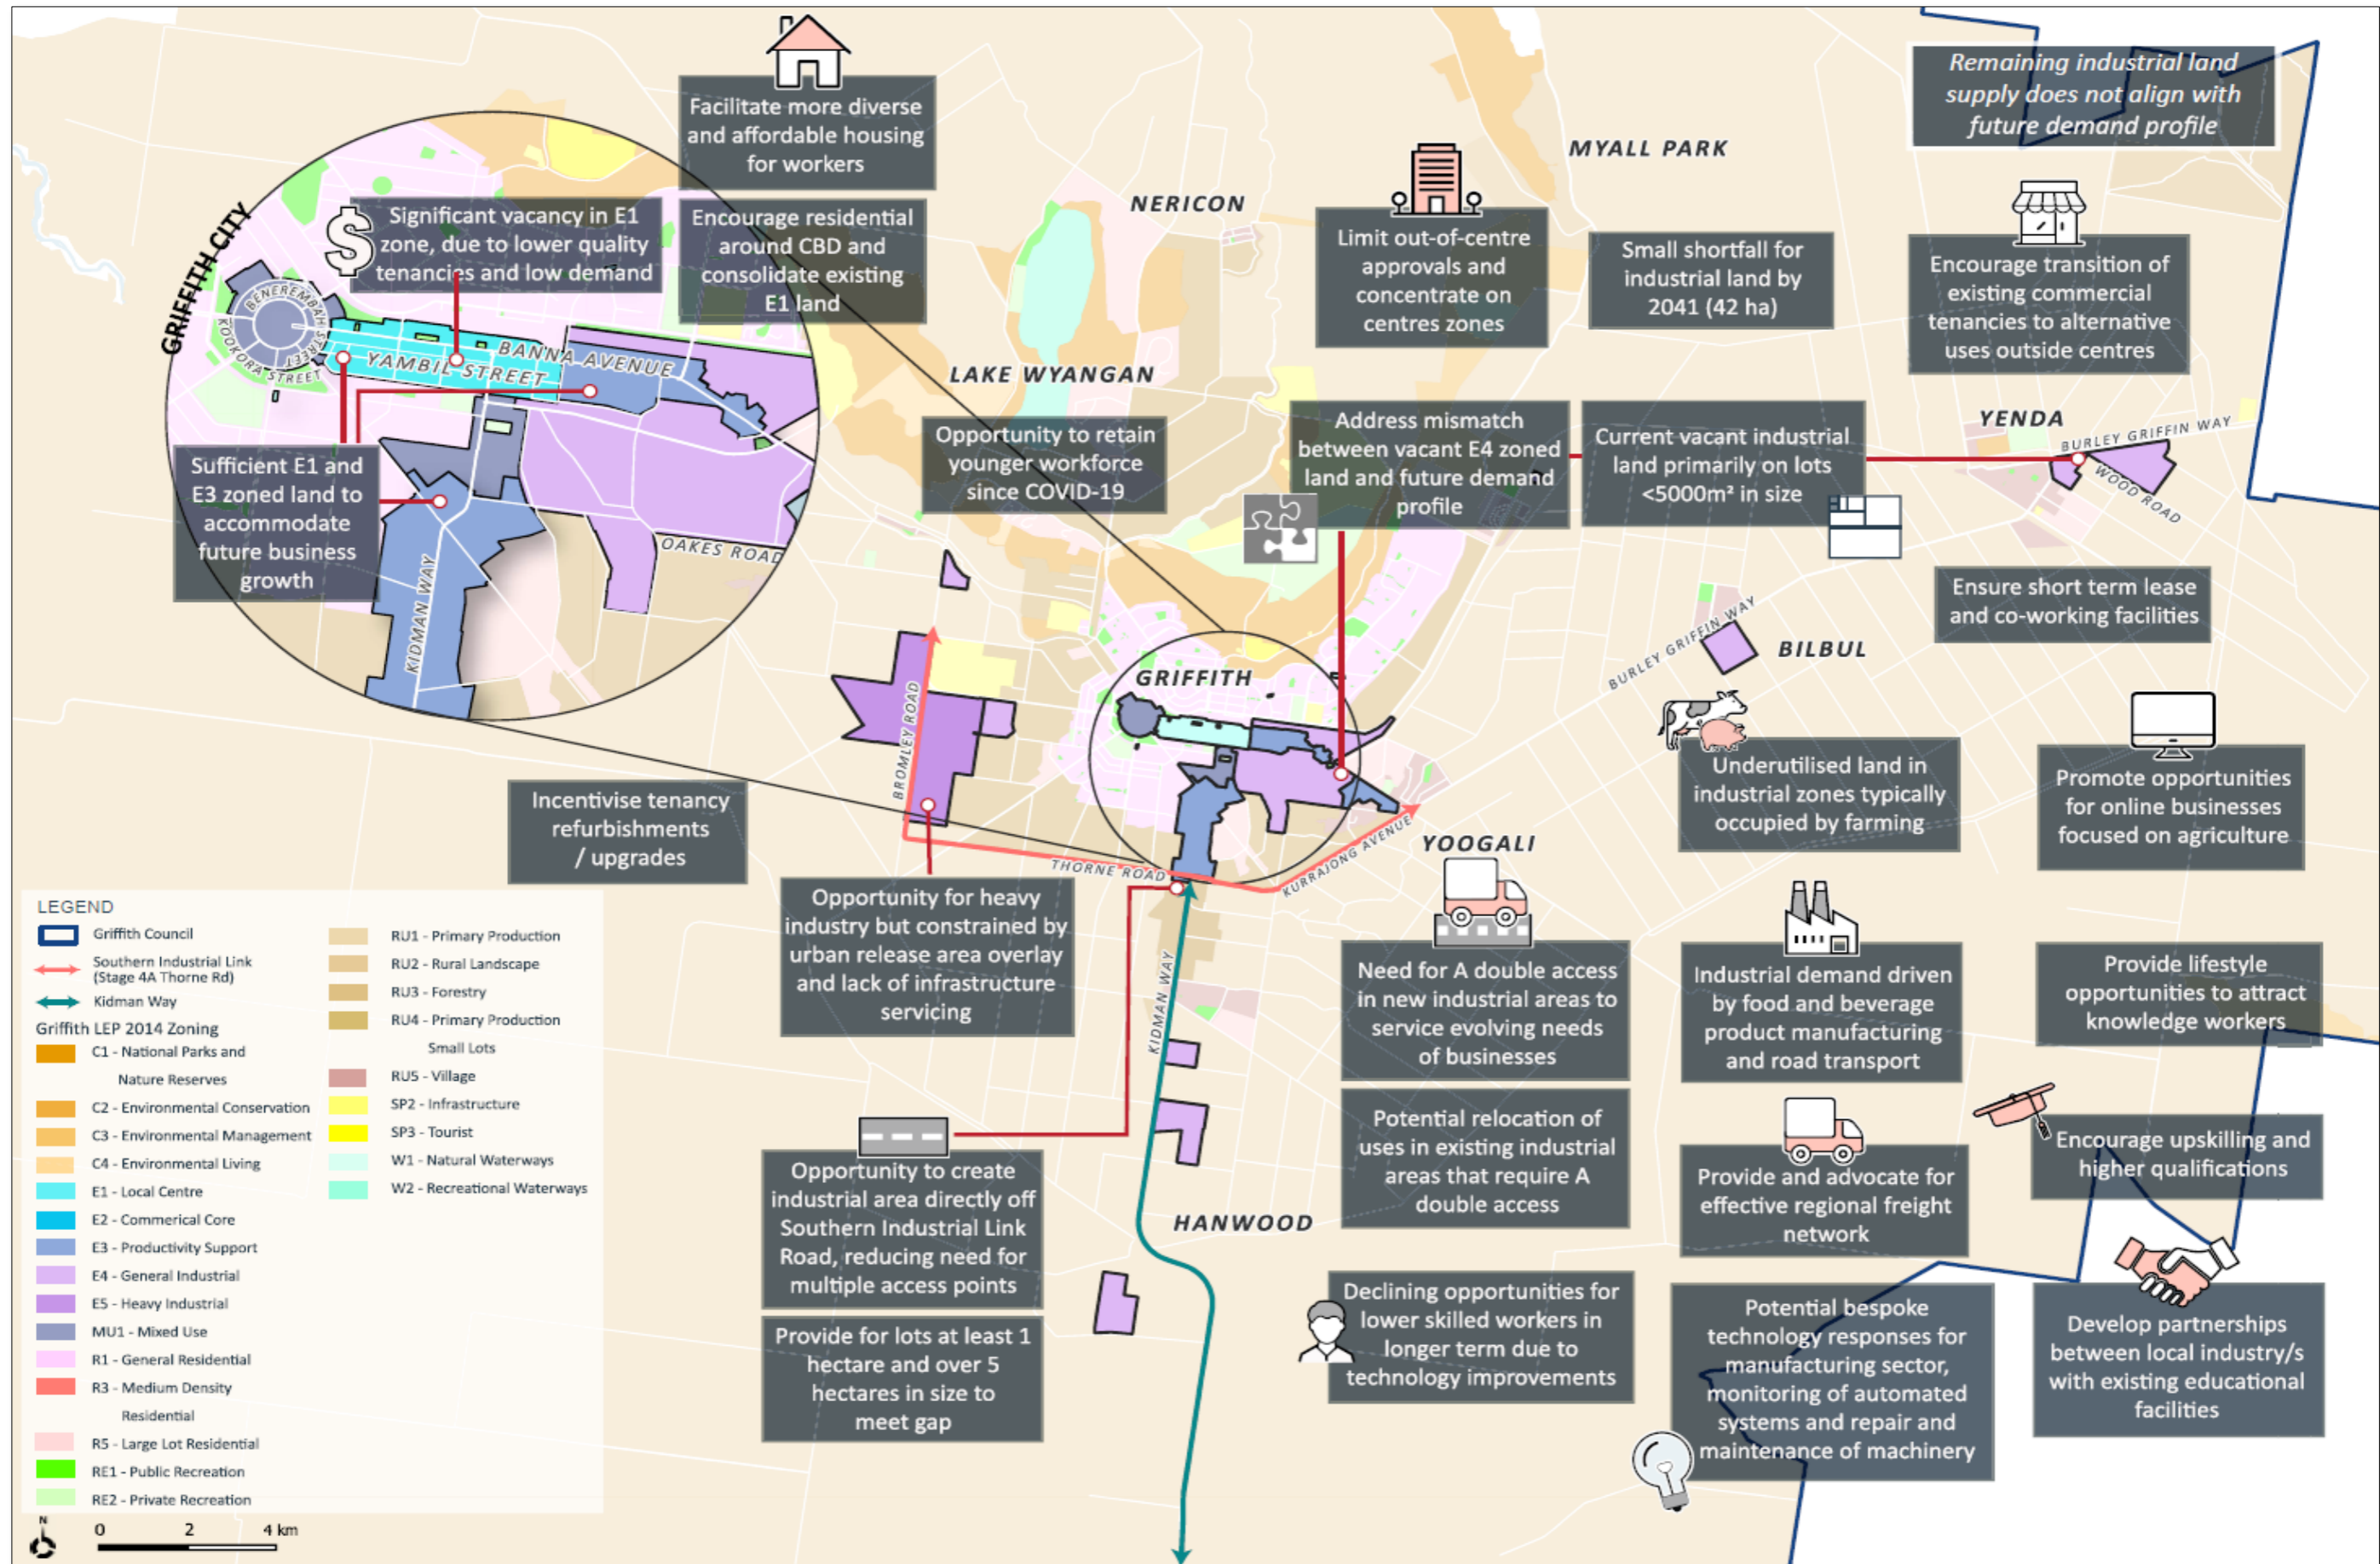 Facilitate more diverse
and affordable housing
for workers
Encourage residential
around CBD and
consolidate existing
E1 land
GRIFFITH CITY
Significant vacancy in E1
zone, due to lower quality
tenancies and low demand
BENEREMBAH STREET
KOOKORA STREET
BANNA AVENUE
YAMBIL STREET
OAKES ROAD
KIDMAN WAY
Sufficient E1 and
E3 zoned land to
accommodate
future business
growth
NERICON
LAKE WYANGAN
MYALL PARK
Limit out-of-centre
approvals and
concentrate on
centres zones
Small shortfall for
industrial land by
2041 (42 ha)
Remaining industrial land
supply does not align with
future demand profile
Encourage transition of
existing commercial
tenancies to alternative
uses outside centres
Opportunity to retain
younger workforce
since COVID-19
Address mismatch
between vacant E4 zoned
land and future demand
profile
Current vacant industrial
land primarily on lots
<5000m² in size
YENDA
BURLEY GRIFFIN WAY
WOOD ROAD
Ensure short term lease
and co-working facilities
BURLEY GRIFFIN WAY
BILBUL
GRIFFITH
BROMLEY ROAD
THORNE ROAD
KURRAJONG AVENUE
YOOGALI
Incentivise tenancy
refurbishments
/ upgrades
Opportunity for heavy
industry but constrained by
urban release area overlay
and lack of infrastructure
servicing
Underutilised land in
industrial zones typically
occupied by farming
Promote opportunities
for online businesses
focused on agriculture
KIDMAN WAY
Need for A double access
in new industrial areas to
service evolving needs
of businesses
Industrial demand driven
by food and beverage
product manufacturing
and road transport
Provide lifestyle
opportunities to attract
knowledge workers
Potential relocation of
uses in existing industrial
areas that require A
double access
Provide and advocate for
effective regional freight
network
Encourage upskilling and
higher qualifications
Opportunity to create
industrial area directly off
Southern Industrial Link
Road, reducing need for
multiple access points
HANWOOD
Provide for lots at least 1
hectare and over 5
hectares in size to
meet gap
Declining opportunities for
lower skilled workers in
longer term due to
technology improvements
Potential bespoke
technology responses for
manufacturing sector,
monitoring of automated
systems and repair and
maintenance of machinery
Develop partnerships
between local industry/s
with existing educational
facilities
LEGEND
Griffith Council
Southern Industrial Link
(Stage 4A Thorne Rd)
Kidman Way
Griffith LEP 2014 Zoning
C1 - National Parks and
Nature Reserves
C2 - Environmental Conservation
C3 - Environmental Management
C4 - Environmental Living
E1 - Local Centre
E2 - Commerical Core
E3 - Productivity Support
E4 - General Industrial
E5 - Heavy Industrial
MU1 - Mixed Use
R1 - General Residential
R3 - Medium Density
Residential
R5 - Large Lot Residential
RE1 - Public Recreation
RE2 - Private Recreation
RU1 - Primary Production
RU2 - Rural Landscape
RU3 - Forestry
RU4 - Primary Production
Small Lots
RU5 - Village
SP2 - Infrastructure
SP3 - Tourist
W1 - Natural Waterways
W2 - Recreational Waterways
N
0 2 4 km